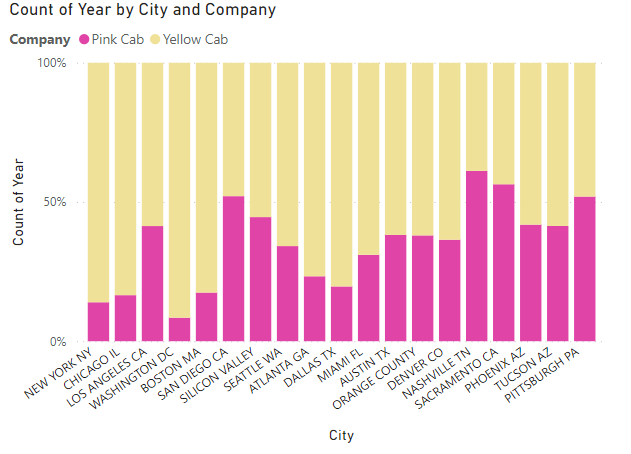 Count of Year by City and Company
Company Pink Cab Yellow Cab
100%
50%
0%
Count of Year
NEW YORK NY
CHICAGO IL
LOS ANGELES CA
WASHINGTON DC
BOSTON MA
SAN DIEGO CA
SILICON VALLEY
SEATTLE WA
ATLANTA GA
DALLAS TX
MIAMI FL
AUSTIN TX
ORANGE COUNTY
DENVER CO
NASHVILLE TN
SACRAMENTO CA
PHOENIX AZ
TUCSON AZ
PITTSBURGH PA
City